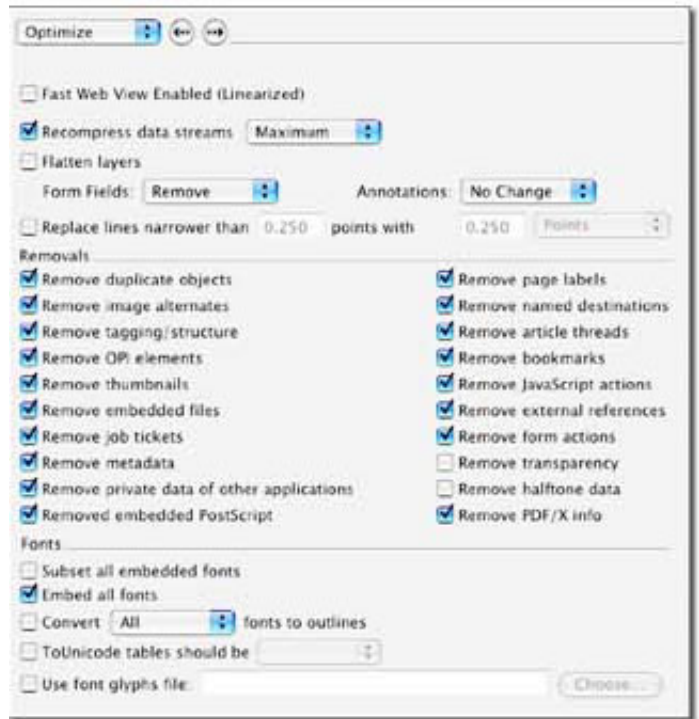 Optimize
Fast Web View Enabled (Linearized)
Recompress data streams Maximum
Flatten layers
Form Fields: Remove Annotations: No Change
Replace lines narrower than 0.250 points with 0.250 Points
Removals
Remove duplicate objects Remove page labels
Remove image alternates Remove named destinations
Remove tagging/structure Remove article threads
Remove OPI elements Remove bookmarks
Remove thumbnails Remove JavaScript actions
Remove embedded files Remove external references
Remove job tickets Remove form actions
Remove metadata Remove transparency
Remove private data of other applications Remove halftone data
Removed embedded PostScript Remove PDF/X info
Fonts
Subset all embedded fonts
Embed all fonts
Convert All fonts to outlines
ToUnicode tables should be
Use font glyphs file: Choose...